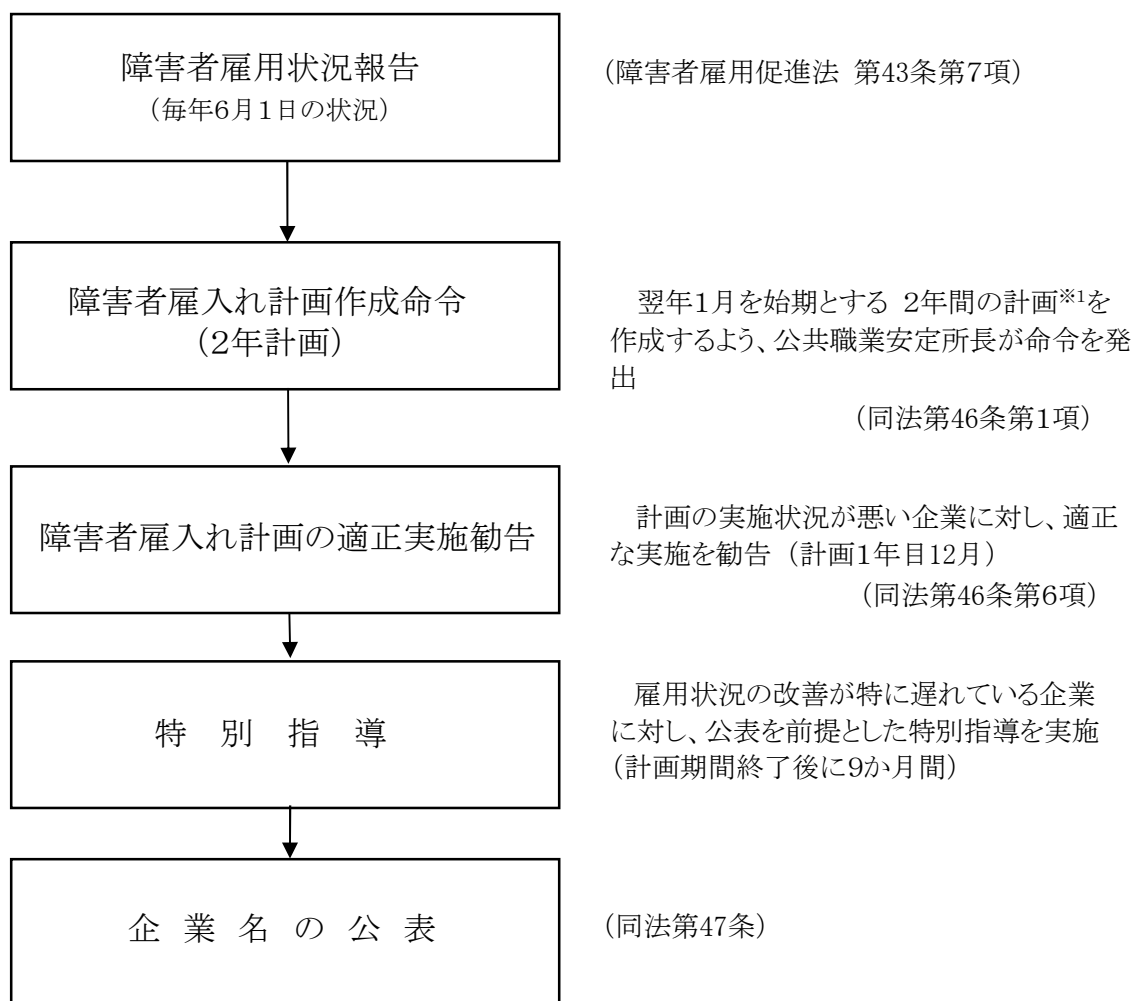 障害者雇用状況報告
（毎年６月１日の状況）
（障害者雇用促進法 第43条第７項）
障害者雇入れ計画作成命令
（２年計画）
翌年１月を始期とする ２年間の計画※1を
作成するよう、公共職業安定所長が命令を発
出
（同法第46条第１項）
障害者雇入れ計画の適正実施勧告
計画の実施状況が悪い企業に対し、適正
な実施を勧告（計画１年目12月）
（同法第46条第６項）
特 別 指 導
雇用状況の改善が特に遅れている企業
に対し、公表を前提とした特別指導を実施
（計画期間終了後に９か月間）
企 業 名 の 公 表
（同法第47条）